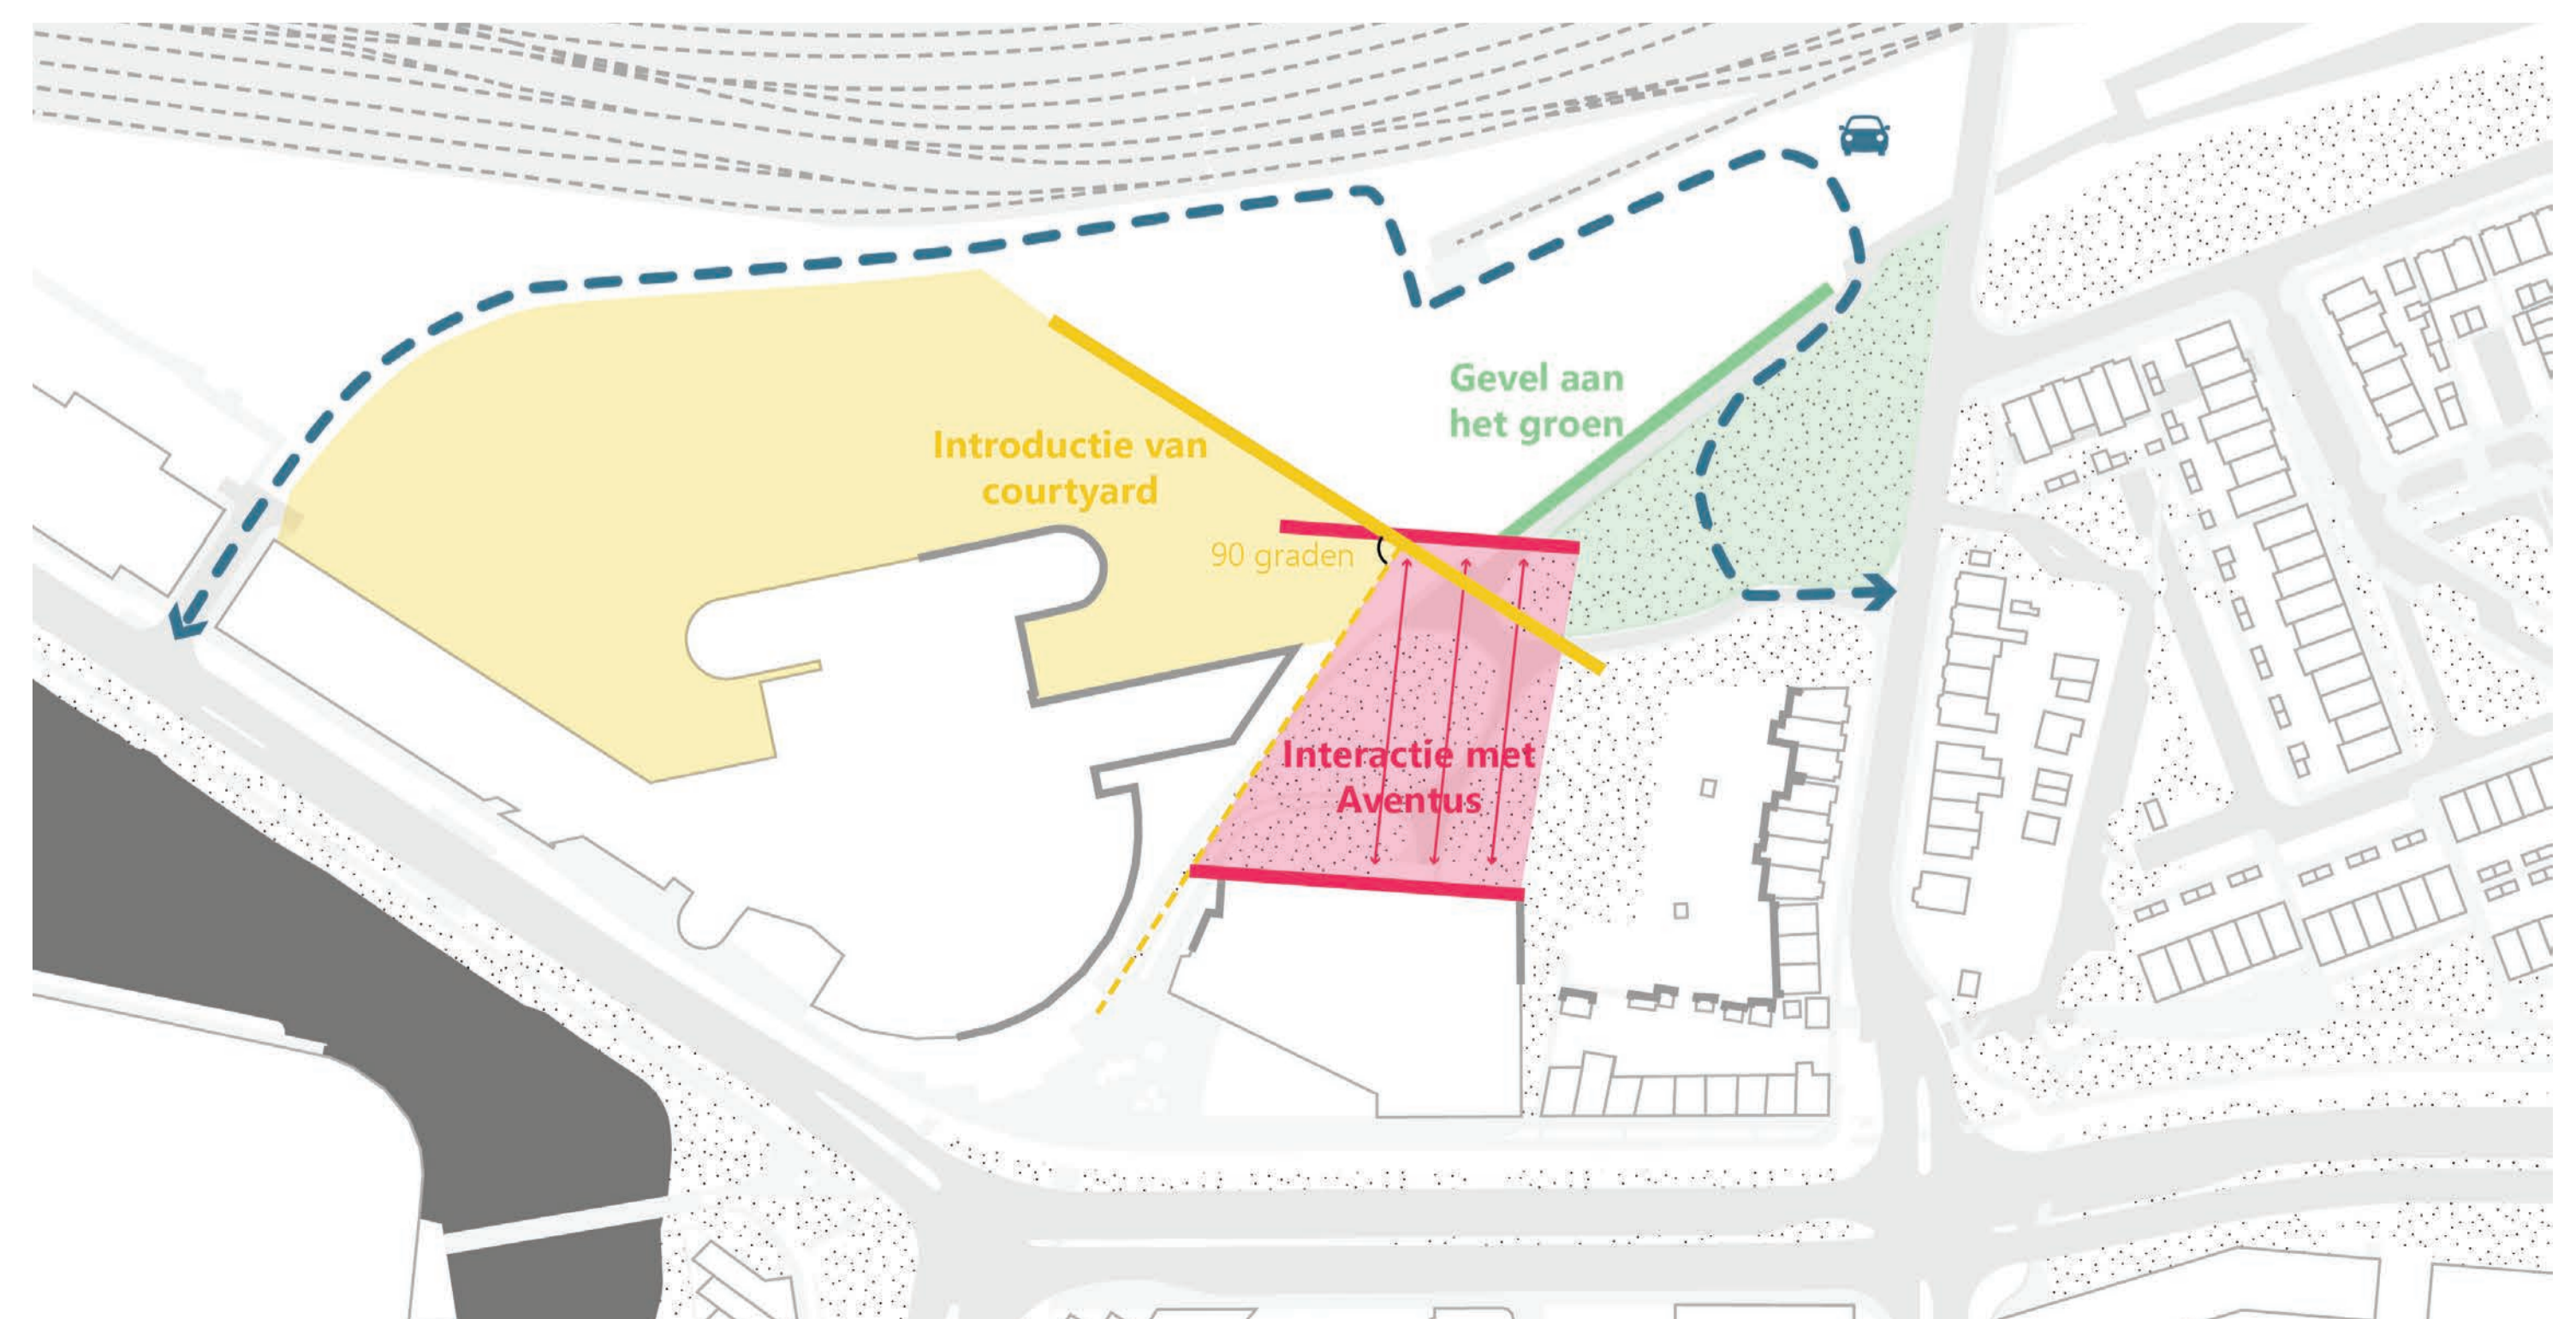 Gevel aan
het groen
Introductie van
courtyard
90 graden
Interactie met
Aventus